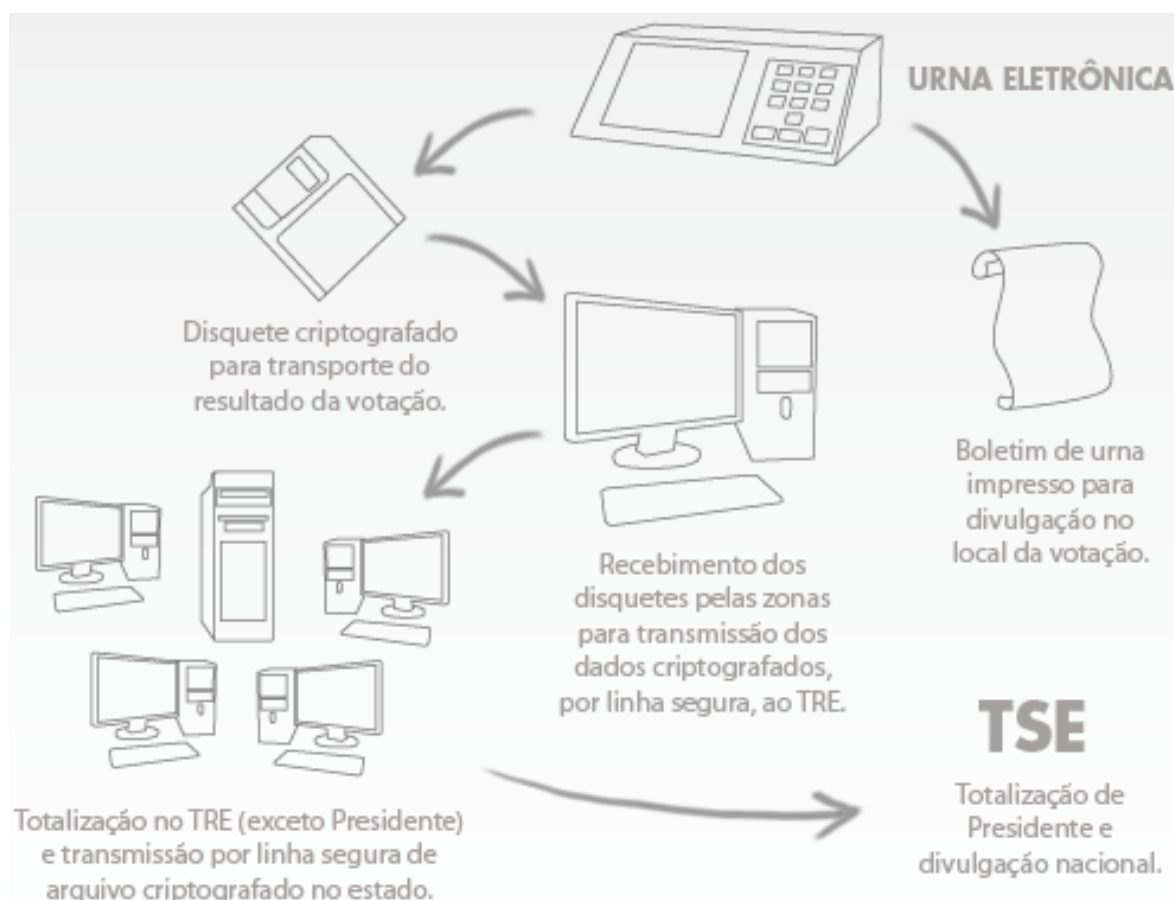 URNA ELETRÔNICA
Disquete criptografado
para transporte do
resultado da votação.
Boletim de urna
impresso para
divulgação no
local da votação.
Recebimento dos
disquetes pelas zonas
para transmissão dos
dados criptografados,
por linha segura, ao TRE.
Totalização no TRE (exceto Presidente)
e transmissão por linha segura de
arquivo criptografado no estado.
TSE
Totalização de
Presidente e
divulgação nacional.